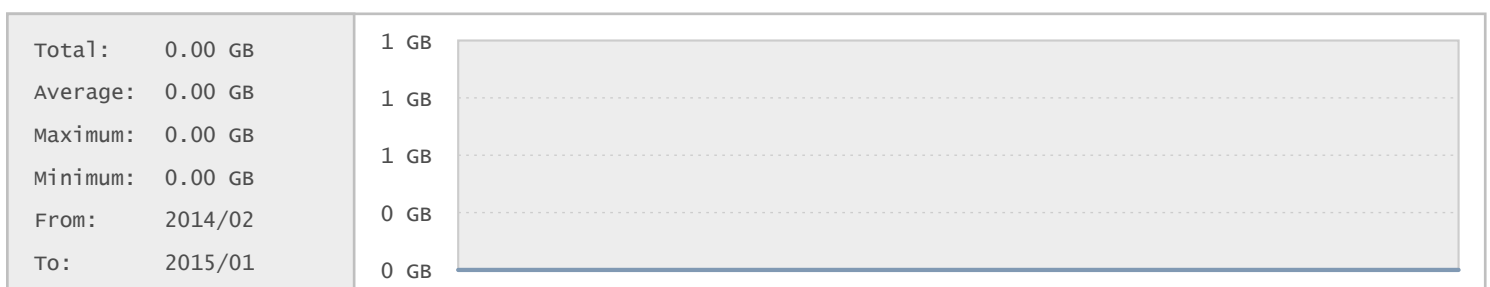 Total: 0.00 GB
Average: 0.00 GB
Maximum: 0.00 GB
Minimum: 0.00 GB
From: 2014/02
To: 2015/01
1 GB
1 GB
1 GB
0 GB
0 GB